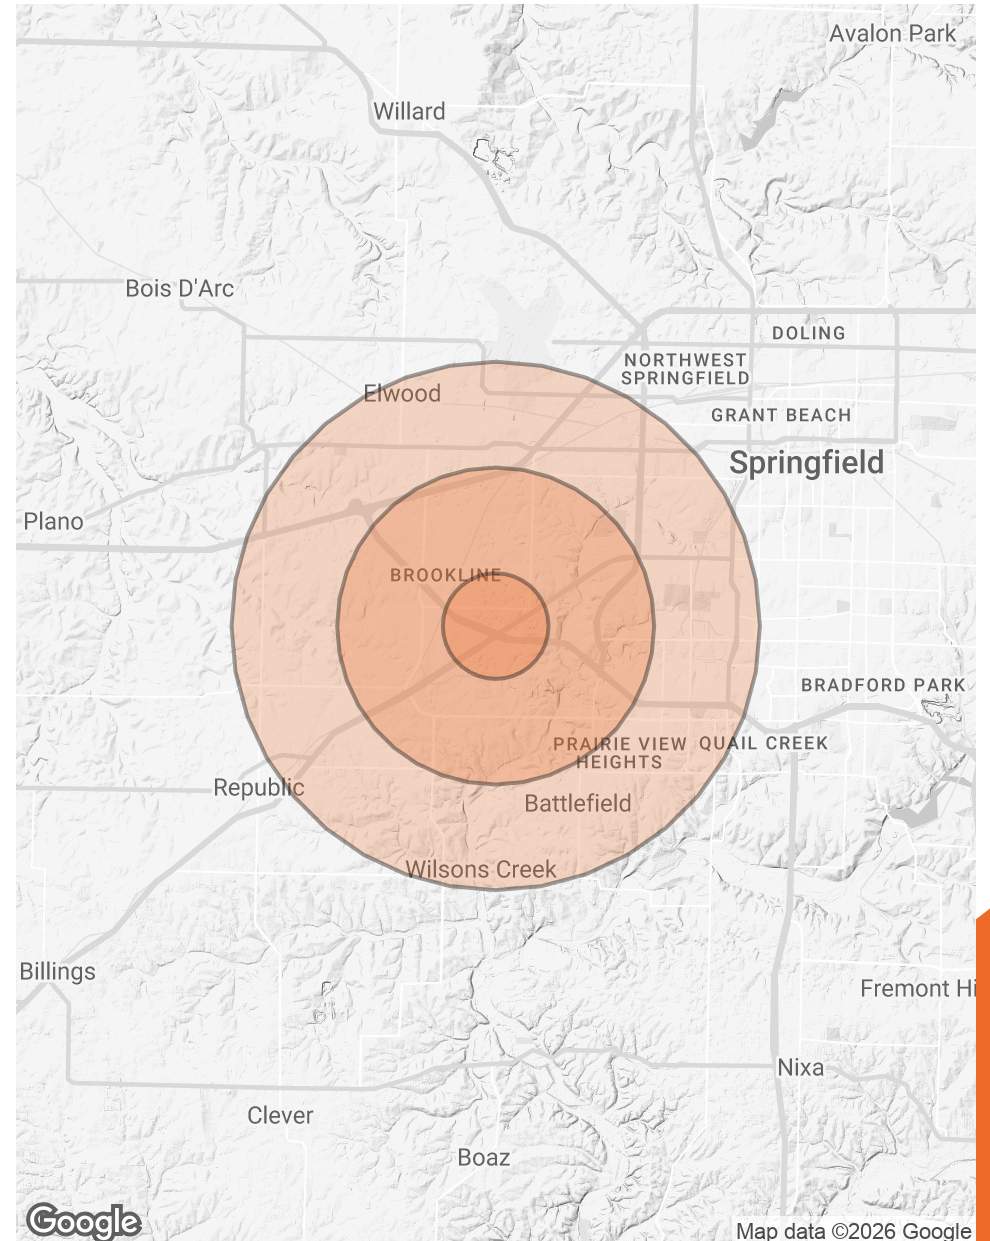 Avalon Park
Willard
Bois D'Arc
DOLING
NORTHWEST
SPRINGFIELD
Elwood
GRANT BEACH
Springfield
Plano
BROOKLINE
BRADFORD PARK
PRAIRIE VIEW
HEIGHTS
QUAIL CREEK
Republic
Battlefield
Wilsons Creek
Billings
Fremont Hi
Nixa
Clever
Boaz
Google
Map data ©2026 Google